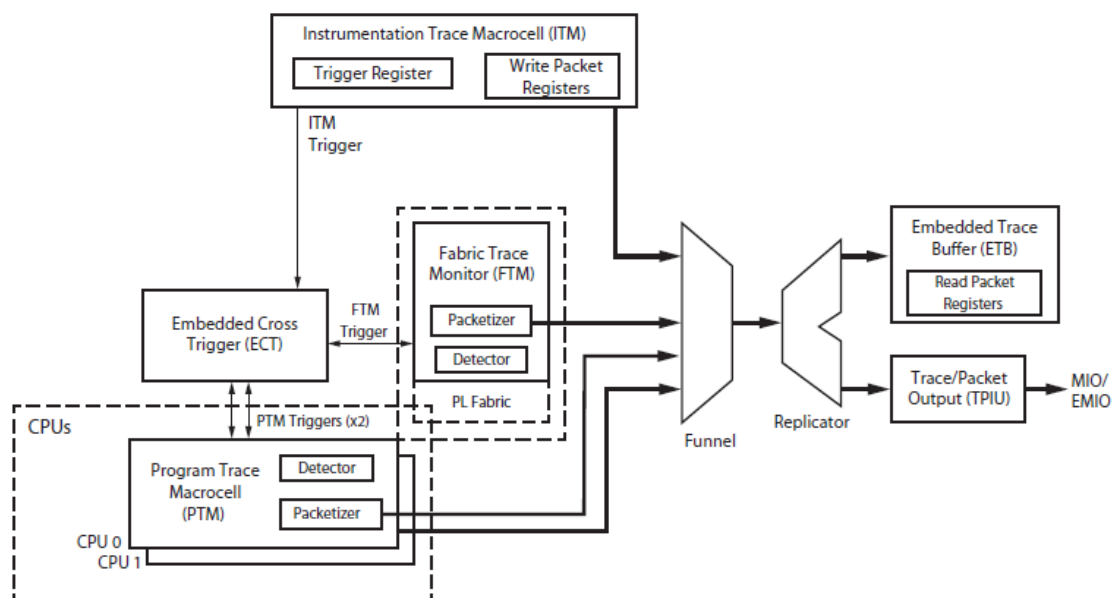 Instrumentation Trace Macrocell (ITM)
Trigger Register
Write Packet
Registers
ITM
Trigger
Fabric Trace
Monitor (FTM)
Packetizer
Detector
PL Fabric
FTM
Trigger
Embedded Cross
Trigger (ECT)
PTM Triggers (x2)
CPUs
Program Trace
Macrocell
(PTM)
Detector
Packetizer
CPU 0
CPU 1
Funnel
Replicator
Embedded Trace
Buffer (ETB)
Read Packet
Registers
Trace/Packet
Output (TPIU)
MIO/
EMIO